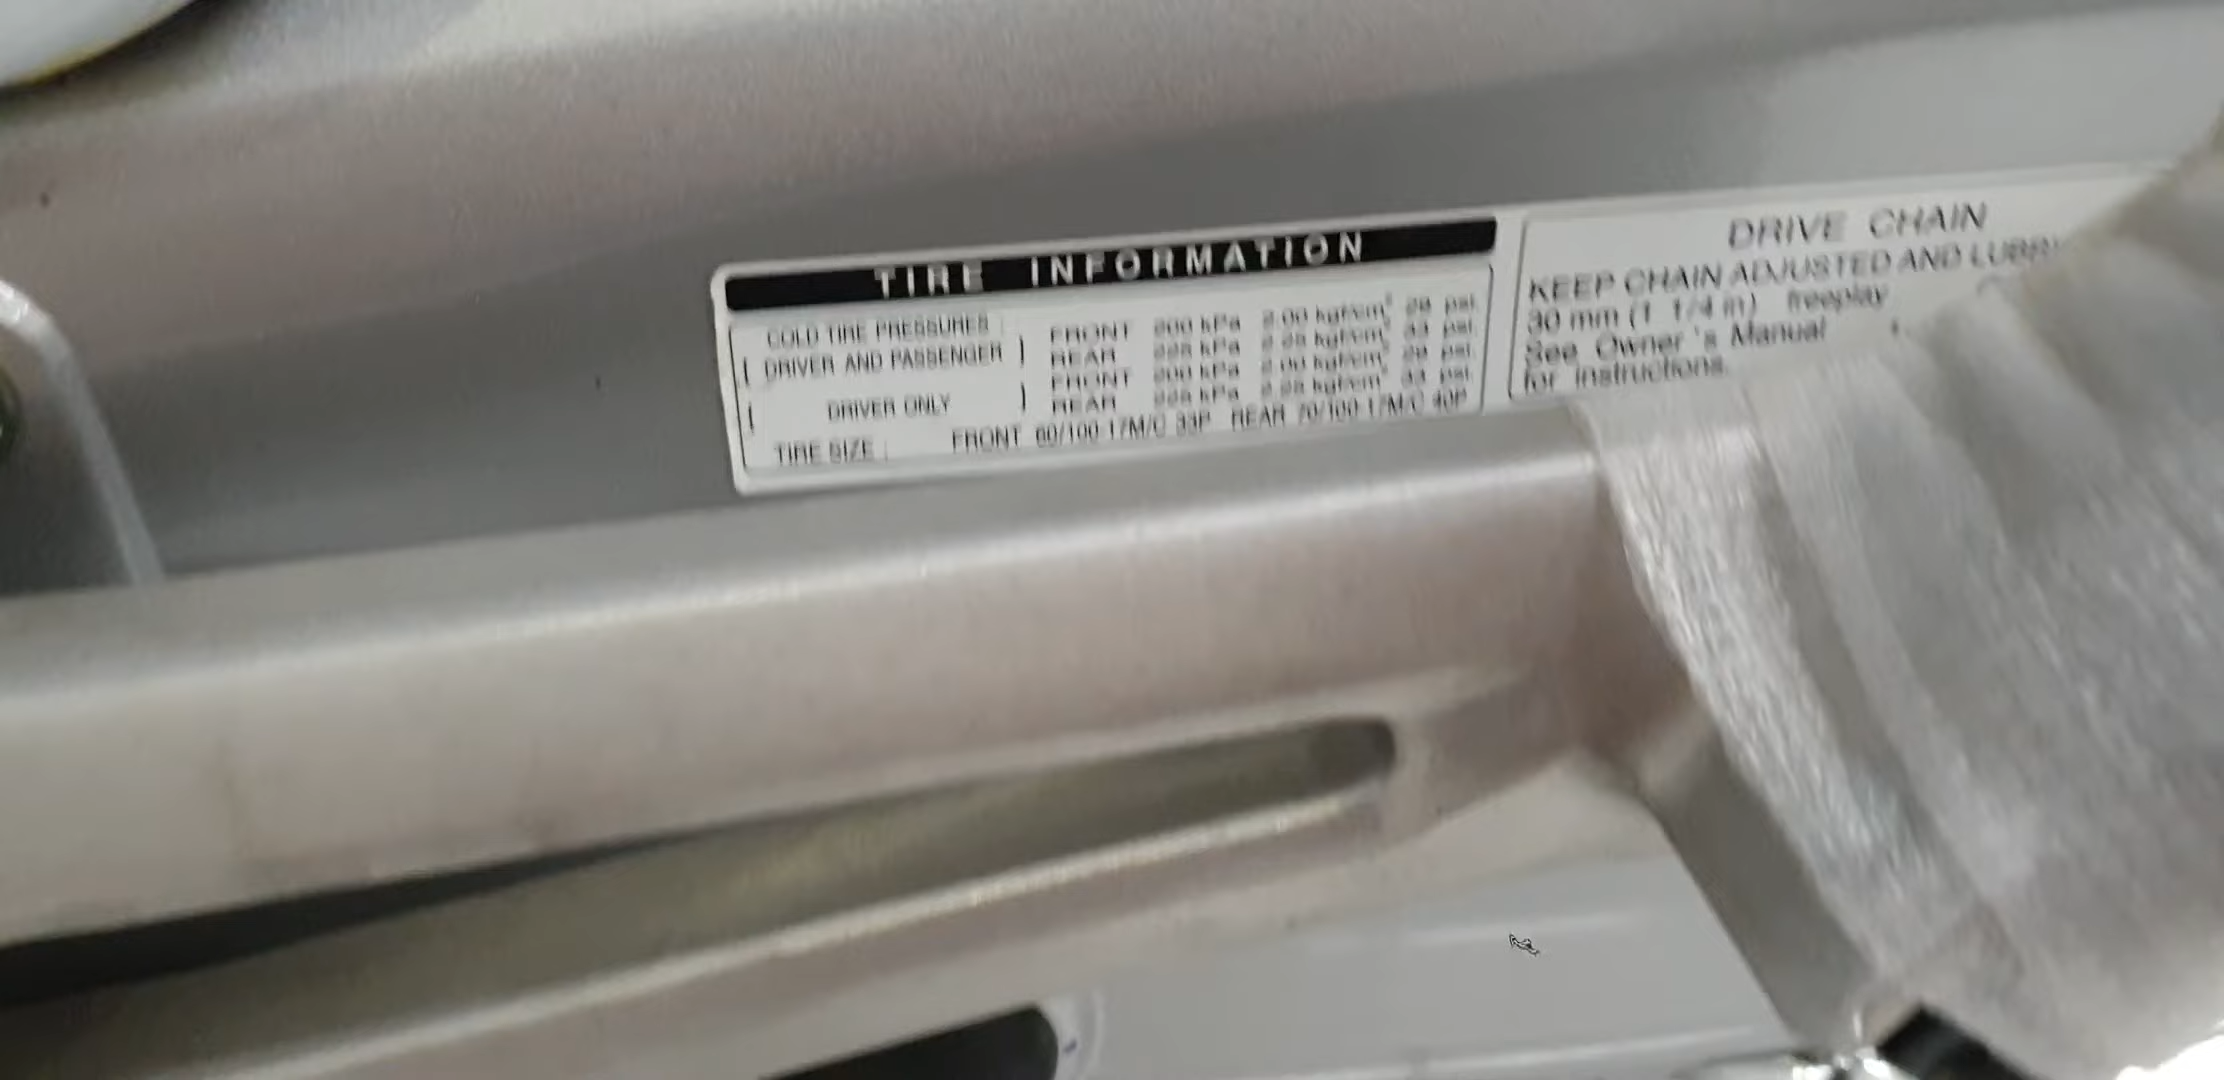 TIRE INFORMATION
COLD TIRE PRESSURES :
DRIVER AND PASSENGER
FRONT 200 kPa 2.00 kgf/cm² 29 psi.
REAR 225 kPa 2.25 kgf/cm² 33 psi.
DRIVER ONLY
FRONT 200 kPa 2.00 kgf/cm² 29 psi.
REAR 225 kPa 2.25 kgf/cm² 33 psi.
TIRE SIZE : FRONT 60/100-17M/C 33P REAR 70/100-17M/C 40P
DRIVE CHAIN
KEEP CHAIN ADJUSTED AND
30 mm (1 1/4 in) freeplay
See Owner 's Manual
for instructions.